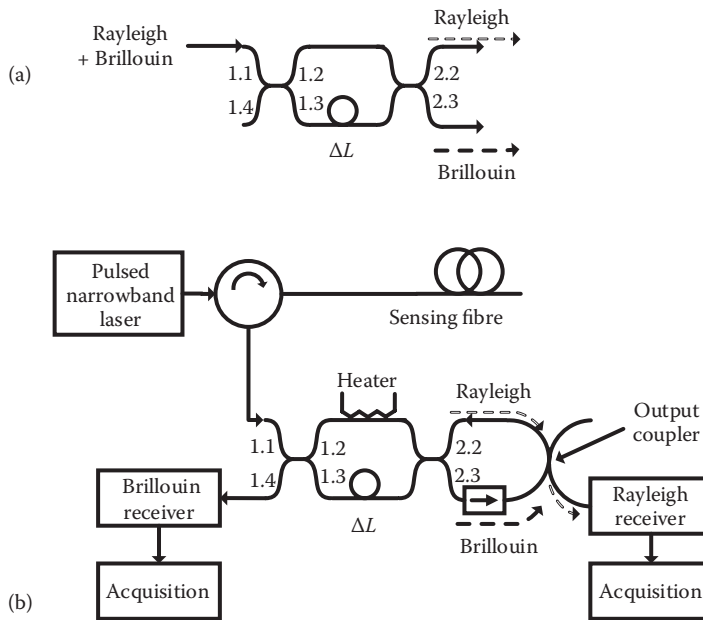 Rayleigh
+ Brillouin
1.1
1.4
1.2
1.3
ΔL
2.2
2.3
Rayleigh
Brillouin
(a)
Pulsed
narrowband
laser
Sensing fibre
Heater
Rayleigh
Output
coupler
1.1
1.4
1.2
1.3
ΔL
2.2
2.3
Brillouin
Brillouin
receiver
Rayleigh
receiver
Acquisition
Acquisition
(b)